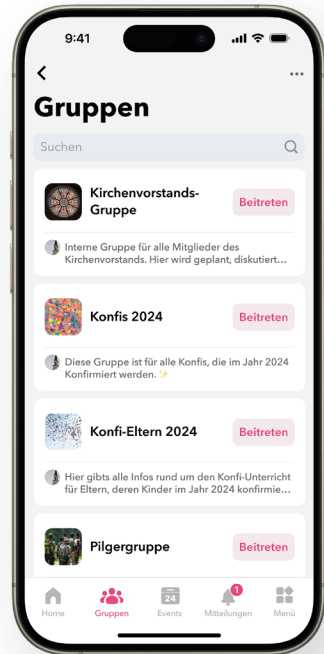 9:41
Gruppen
Suchen
Kirchenvorstands-
Gruppe
Beitreten
Interne Gruppe für alle Mitglieder des
Kirchenvorstands. Hier wird geplant, diskutiert...
Konfis 2024
Beitreten
Diese Gruppe ist für alle Konfis, die im Jahr 2024
Konfirmiert werden. ✨
Konfi-Eltern 2024
Beitreten
Hier gibts alle Infos rund um den Konfi-Unterricht
für Eltern, deren Kinder im Jahr 2024 konfirmie...
Pilgergruppe
Beitreten
24
1
Home
Gruppen
Events
Mitteilungen
Menü